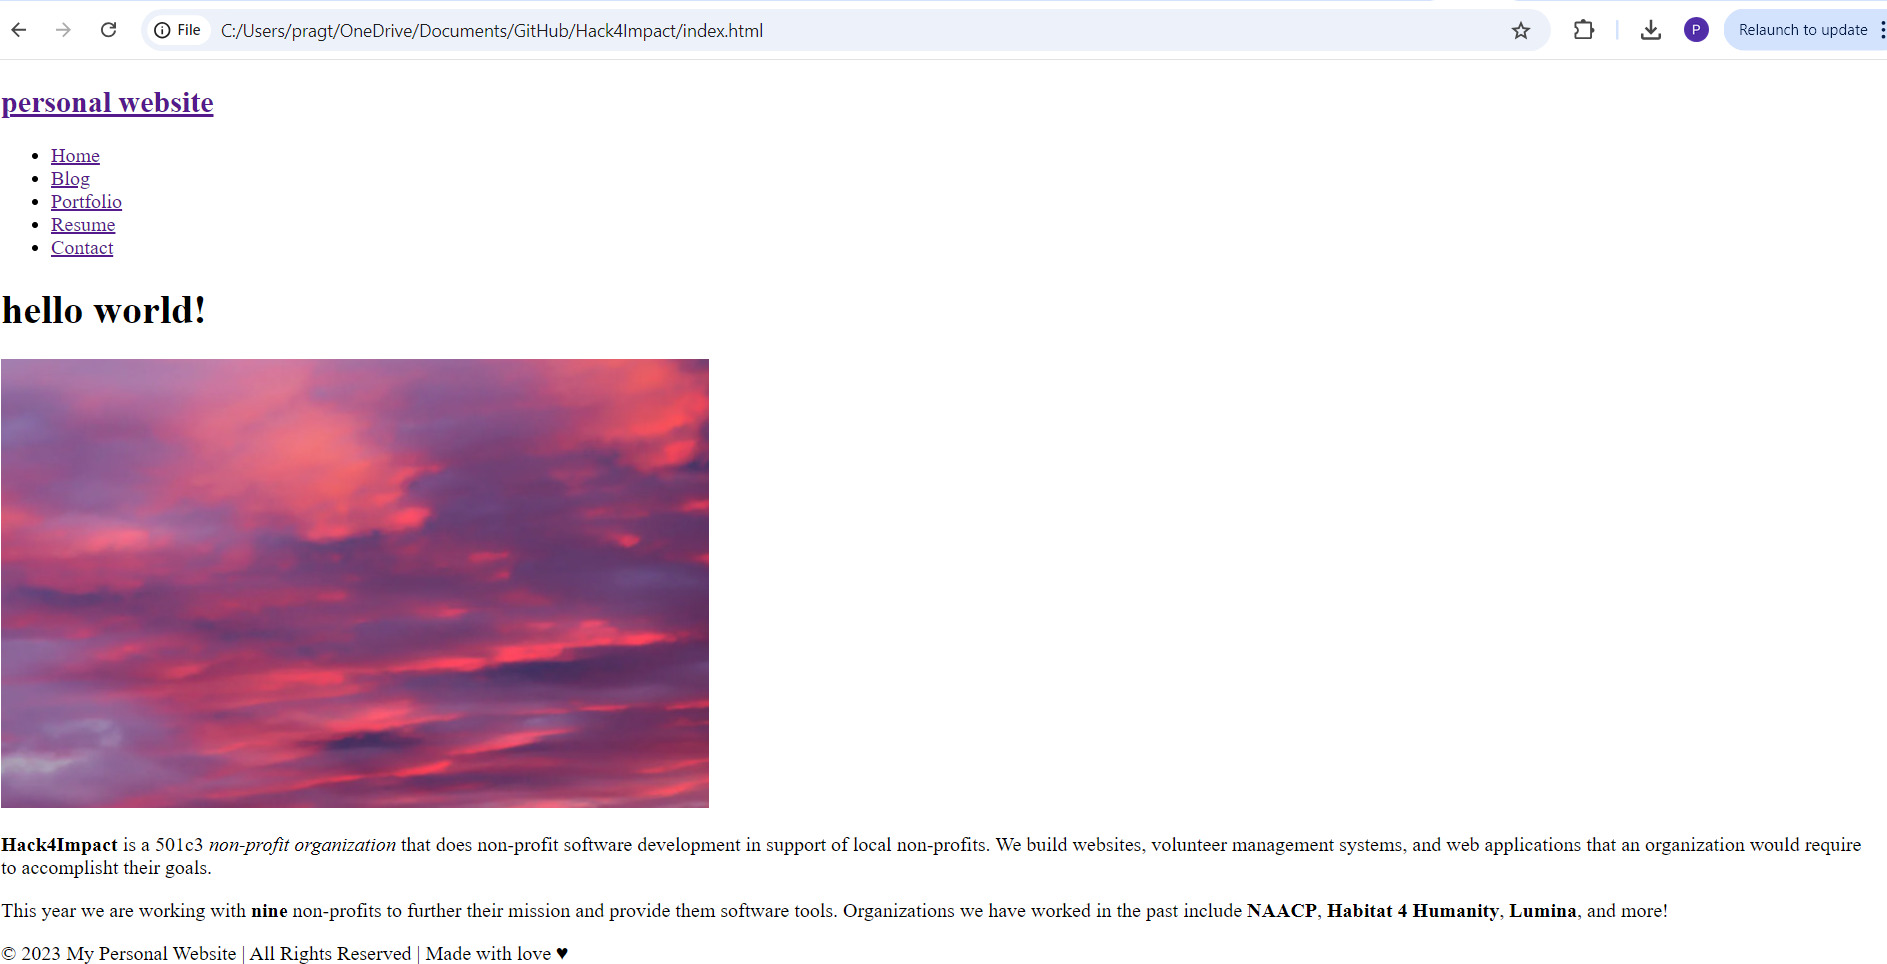 File C:/Users/pragt/OneDrive/Documents/GitHub/Hack4Impact/index.html P Relaunch to update
personal website
Home
Blog
Portfolio
Resume
Contact
hello world!
Hack4Impact is a 501c3 non-profit organization that does non-profit software development in support of local non-profits. We build websites, volunteer management systems, and web applications that an organization would require
to accomplisht their goals.
This year we are working with nine non-profits to further their mission and provide them software tools. Organizations we have worked in the past include NAACP, Habitat 4 Humanity, Lumina, and more!
© 2023 My Personal Website | All Rights Reserved | Made with love ♥